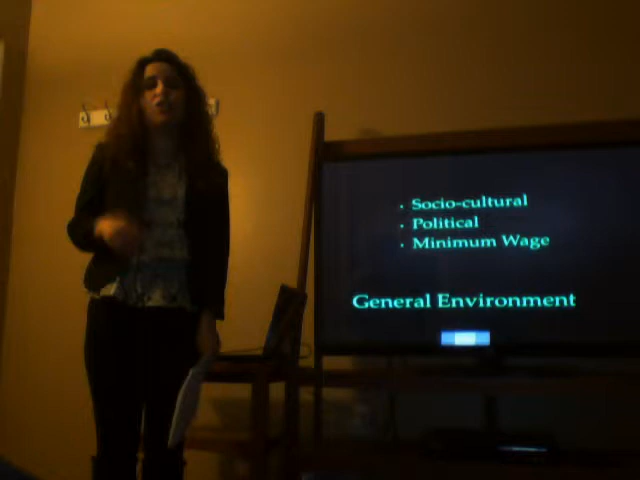 Socio-cultural
Political
Minimum Wage
General Environment